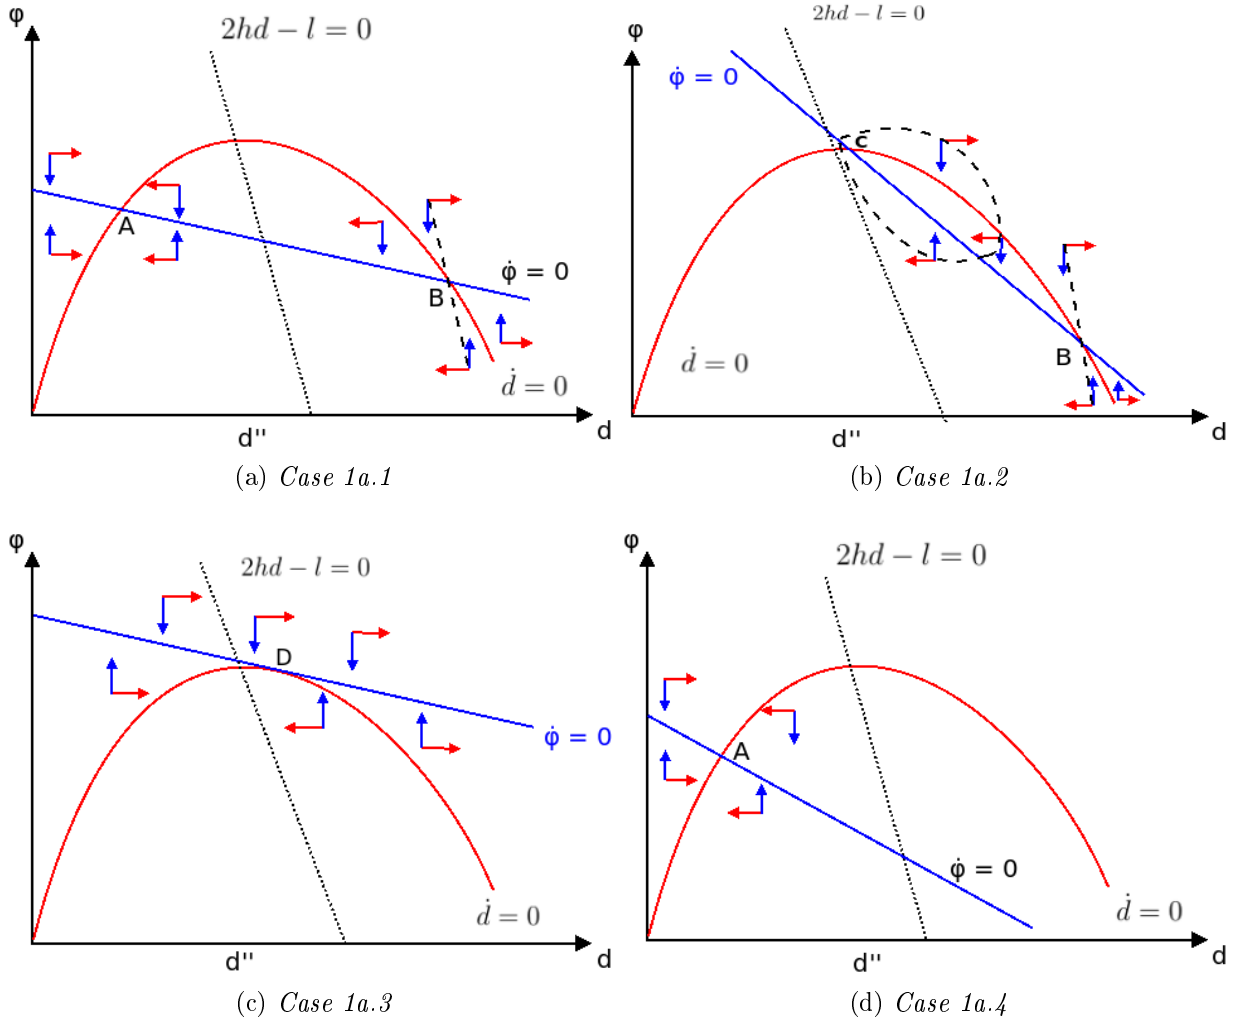 φ
2hd − l = 0
A
B
φ̇ = 0
ḋ = 0
d''
d
(a) Case 1a.1
2hd − l = 0
φ
φ̇ = 0
c
ḋ = 0
B
d''
d
(b) Case 1a.2
φ
2hd − l = 0
D
φ̇ = 0
ḋ = 0
d''
d
(c) Case 1a.3
φ
2hd − l = 0
A
φ̇ = 0
ḋ = 0
d''
d
(d) Case 1a.4